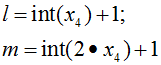 l = int(x₄) + 1;
m = int(2 • x₄) + 1